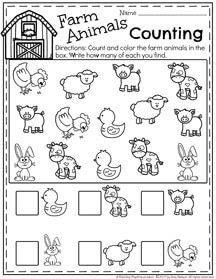 Name
Farm
Animals
Counting
Directions: Count and color the farm animals in the
box. Write how many of each you find.